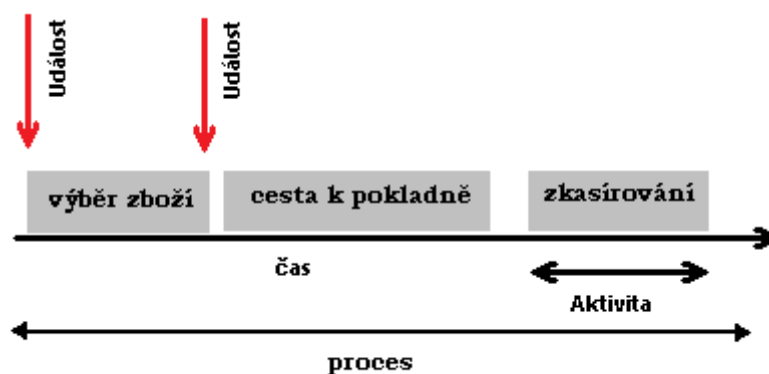 Událost
Událost
výběr zboží
cesta k pokladně
zkasírování
čas
Aktivita
proces